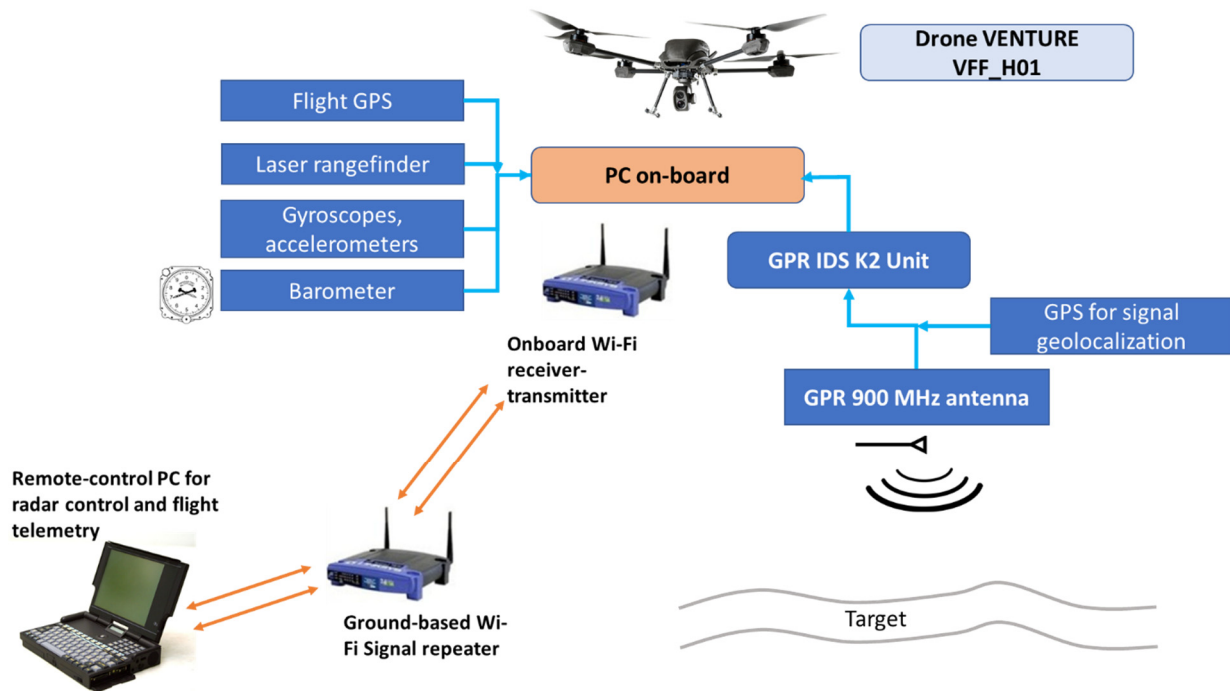 Drone VENTURE
VFF_H01
Flight GPS
Laser rangefinder
PC on-board
Gyroscopes,
accelerometers
GPR IDS K2 Unit
Barometer
GPS for signal
geolocalization
Onboard Wi-Fi
receiver-
transmitter
GPR 900 MHz antenna
Remote-control PC for
radar control and flight
telemetry
Target
Ground-based Wi-
Fi Signal repeater